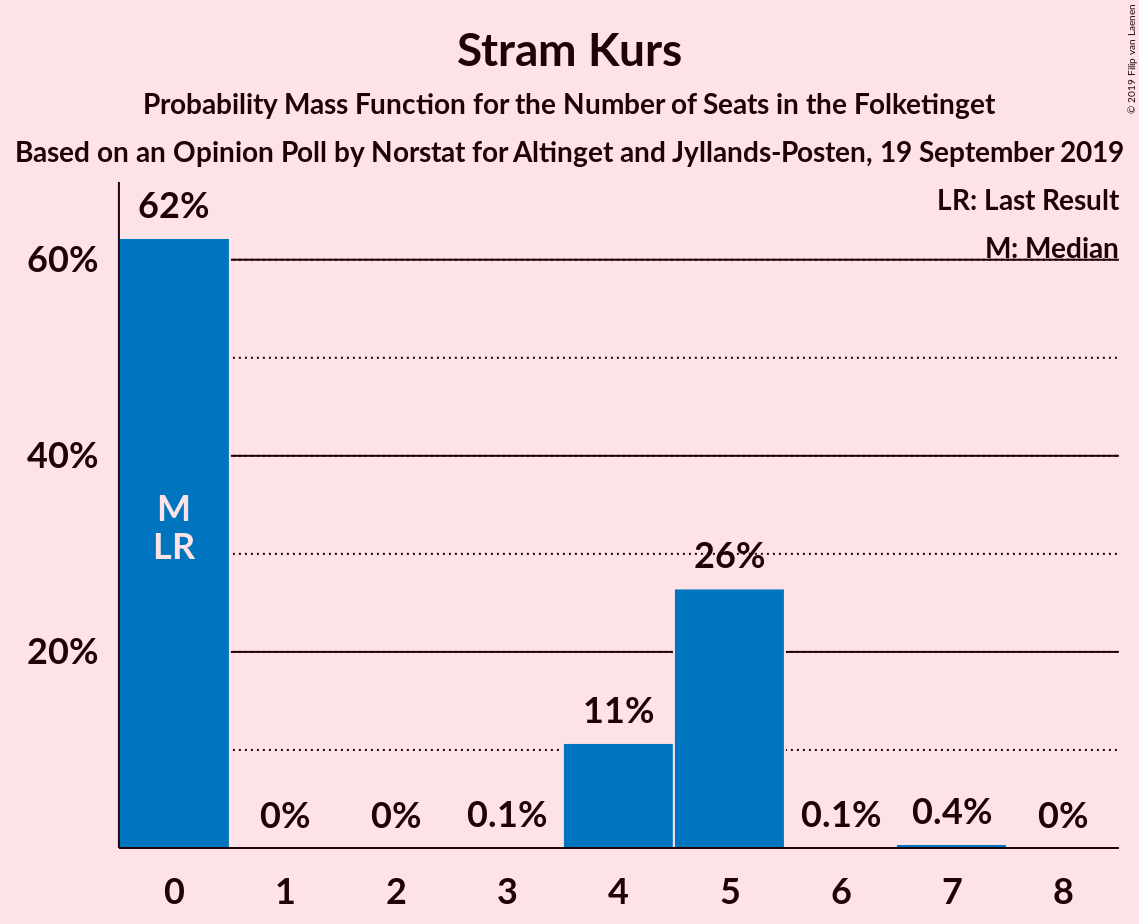 Stram Kurs
Probability Mass Function for the Number of Seats in the Folketinget
Based on an Opinion Poll by Norstat for Altinget and Jyllands-Posten, 19 September 2019
© 2019 Filip van Laenen
LR: Last Result
M: Median
62%
60%
40%
20%
M
LR
0%
0%
0.1%
11%
26%
0.1%
0.4%
0%
0 1 2 3 4 5 6 7 8